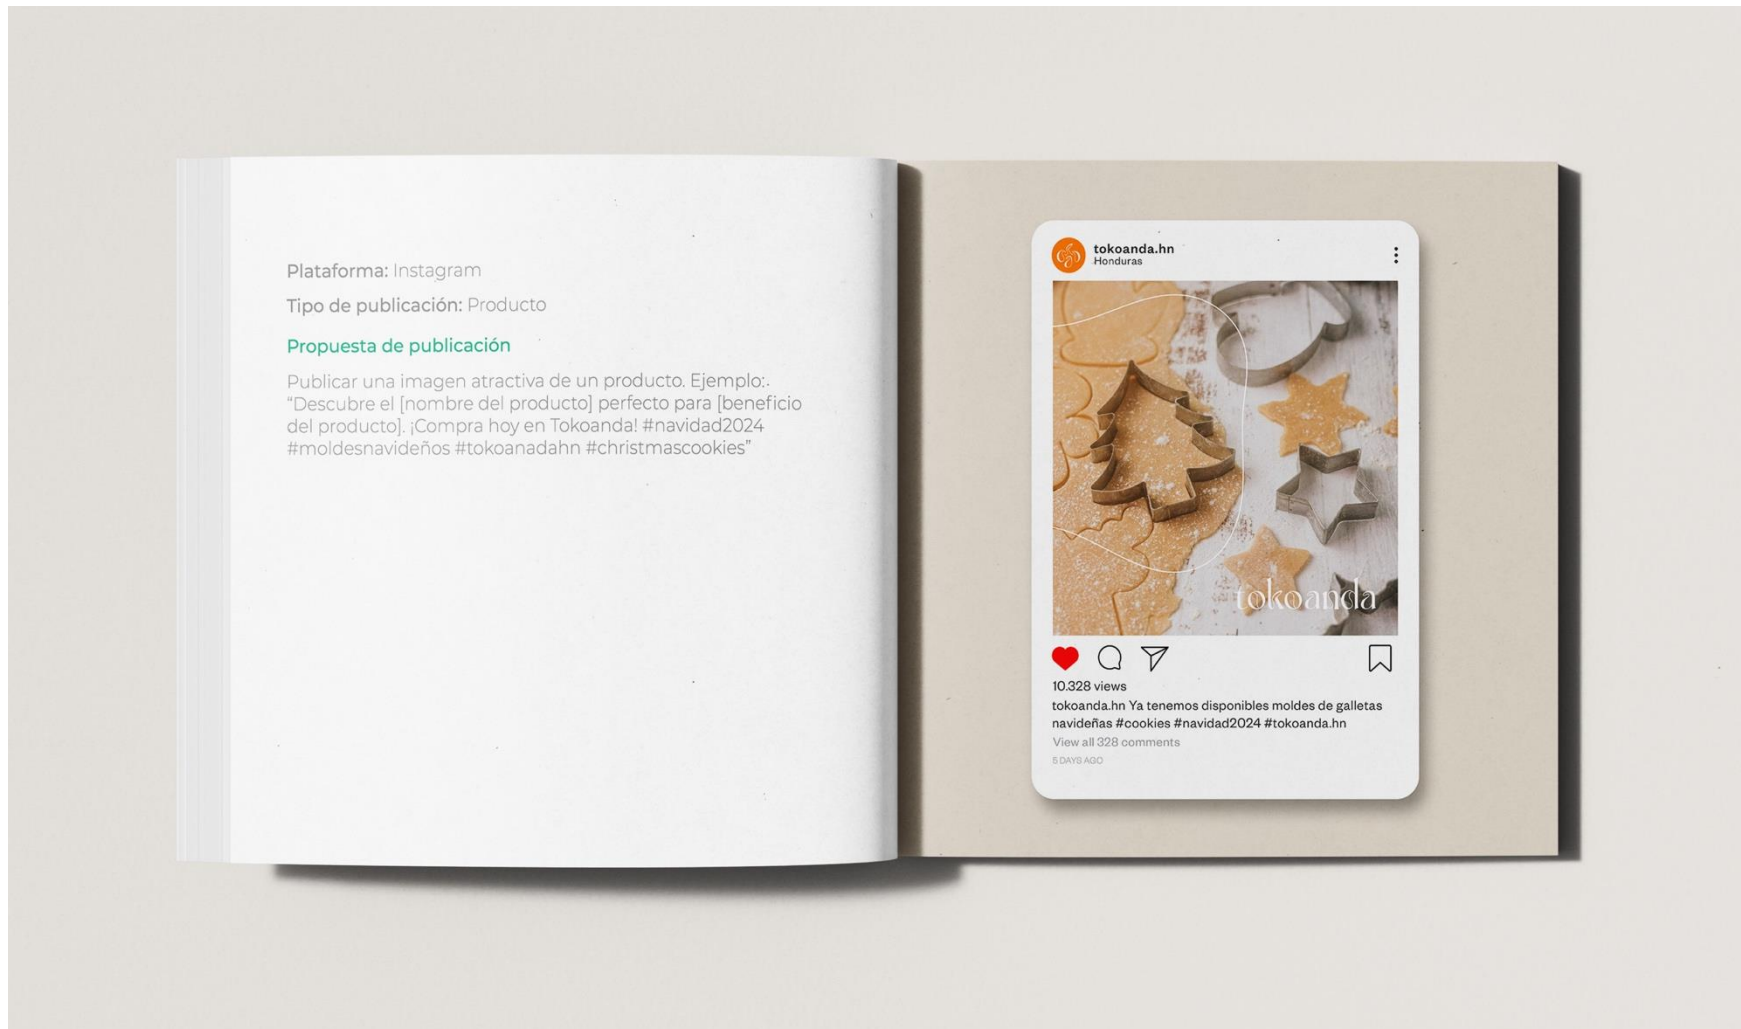 Plataforma: Instagram
Tipo de publicación: Producto
Propuesta de publicación
Publicar una imagen atractiva de un producto. Ejemplo:
“Descubre el [nombre del producto] perfecto para [beneficio
del producto]. ¡Compra hoy en Tokoanda! #navidad2024
#moldesnavideños #tokoanadahn #christmascookies”
tokoanda.hn
Honduras
tokoanda
10.328 views
tokoanda.hn Ya tenemos disponibles moldes de galletas
navideñas #cookies #navidad2024 #tokoanda.hn
View all 328 comments
5 DAYS AGO